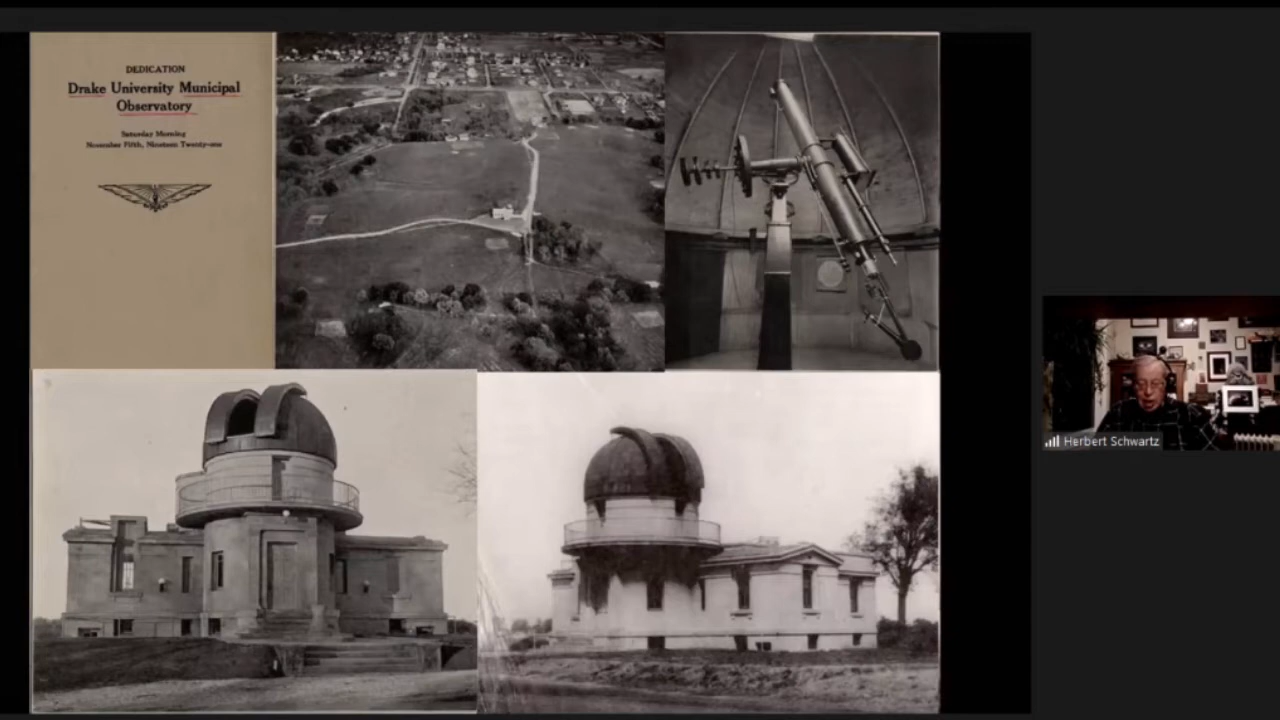 DEDICATION
Drake University Municipal
Observatory
Saturday Morning
November Fifth, Nineteen Twenty-one
Herbert Schwartz